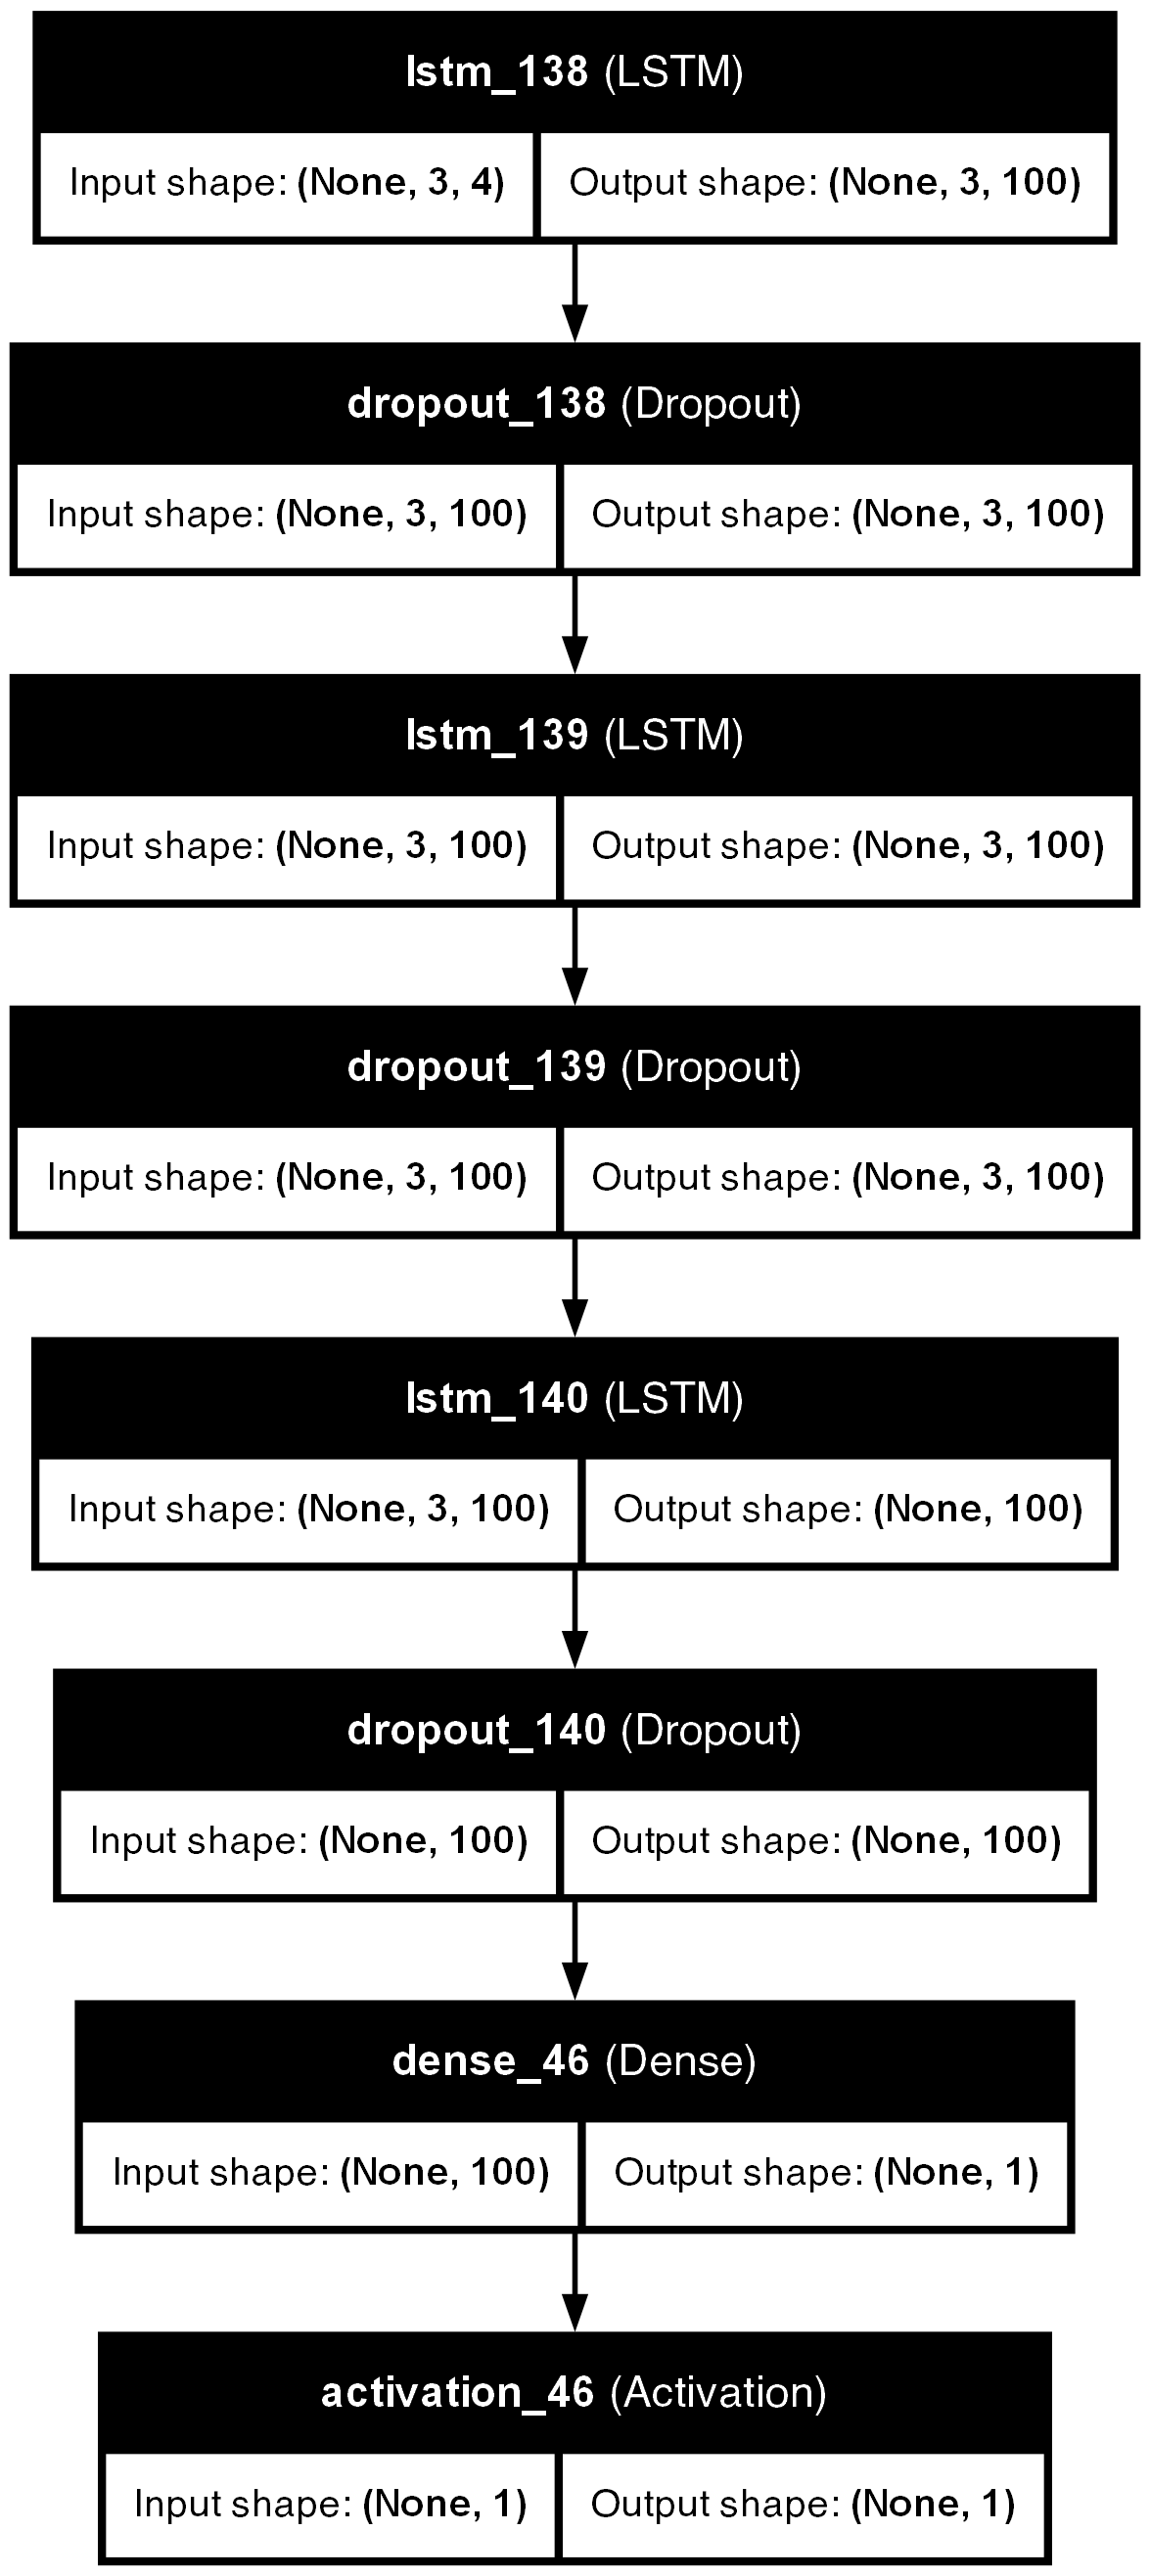 lstm_138 (LSTM)
Input shape: (None, 3, 4) Output shape: (None, 3, 100)
dropout_138 (Dropout)
Input shape: (None, 3, 100) Output shape: (None, 3, 100)
lstm_139 (LSTM)
Input shape: (None, 3, 100) Output shape: (None, 3, 100)
dropout_139 (Dropout)
Input shape: (None, 3, 100) Output shape: (None, 3, 100)
lstm_140 (LSTM)
Input shape: (None, 3, 100) Output shape: (None, 100)
dropout_140 (Dropout)
Input shape: (None, 100) Output shape: (None, 100)
dense_46 (Dense)
Input shape: (None, 100) Output shape: (None, 1)
activation_46 (Activation)
Input shape: (None, 1) Output shape: (None, 1)